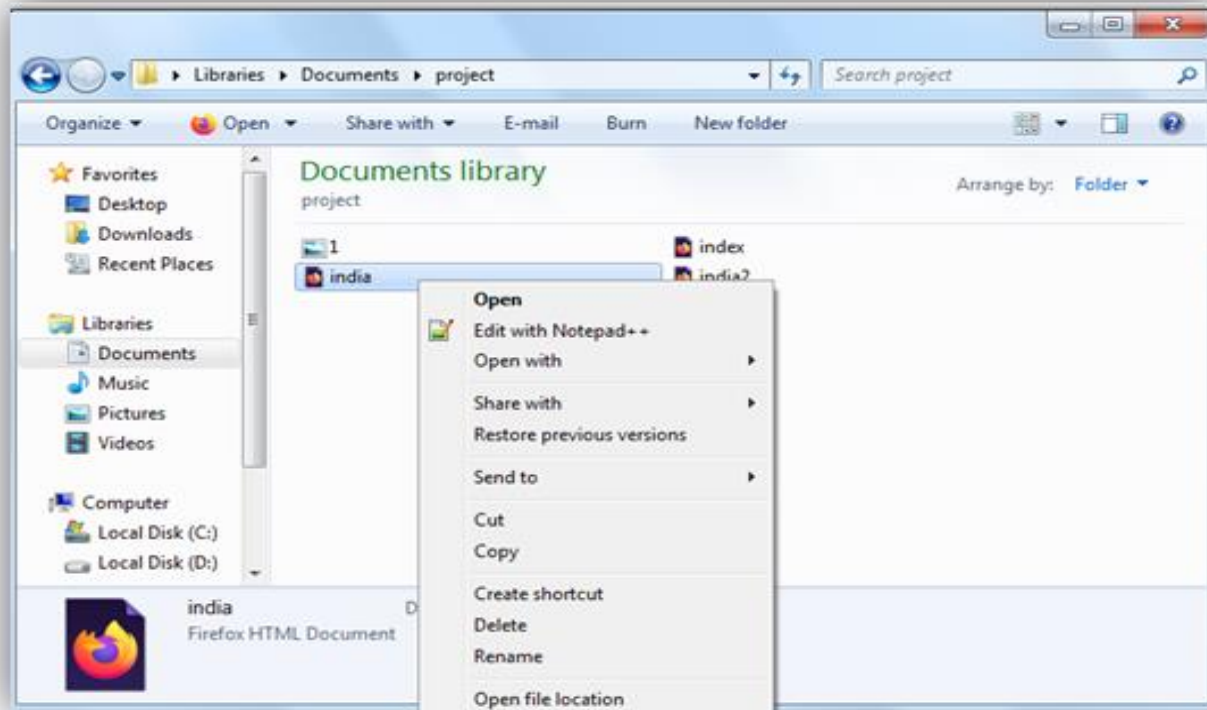 Libraries Documents project
Search project
Organize Open Share with E-mail Burn New folder
Favorites
Desktop
Downloads
Recent Places
Libraries
Documents
Music
Pictures
Videos
Computer
Local Disk (C:)
Local Disk (D:)
Documents library
project
Arrange by: Folder
1
index
india
india2
Open
Edit with Notepad++
Open with
Share with
Restore previous versions
Send to
Cut
Copy
Create shortcut
Delete
Rename
Open file location
india
D
Firefox HTML Document